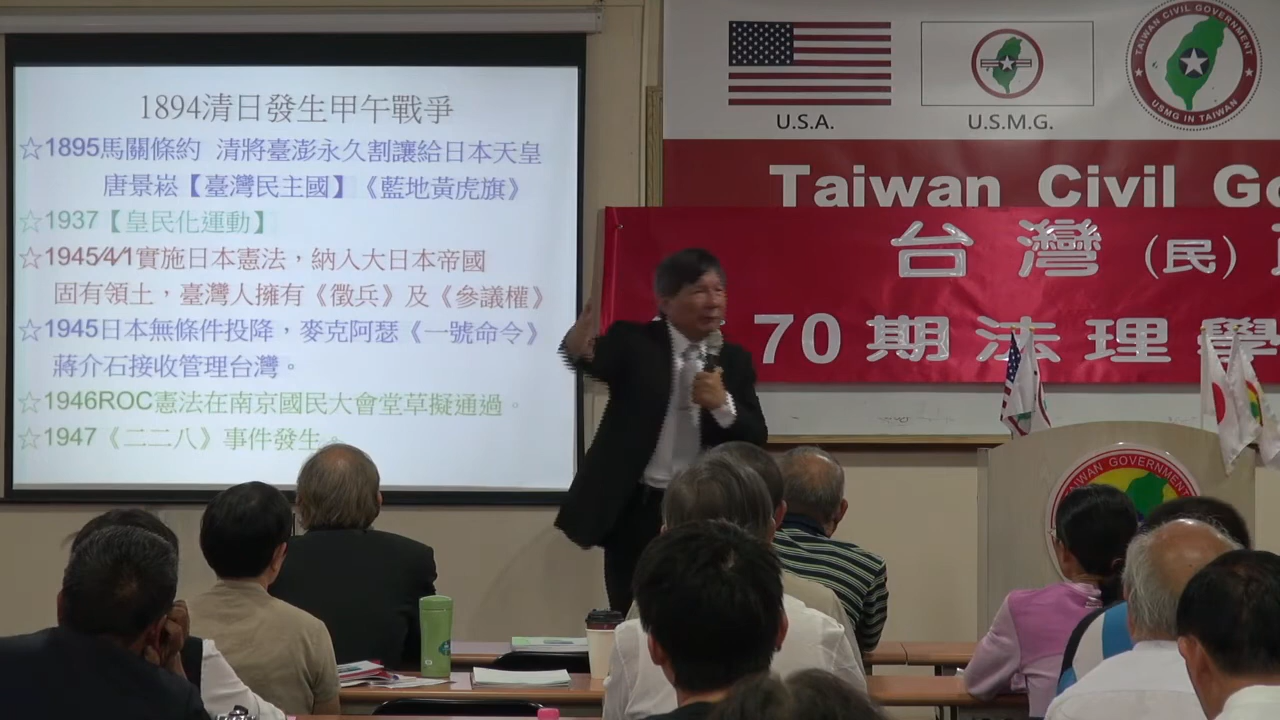 1894清日發生甲午戰爭
☆1895馬關條約 清將臺澎永久割讓給日本天皇
唐景崧【臺灣民主國】《藍地黃虎旗》
☆1937【皇民化運動】
☆1945/4/1實施日本憲法，納入大日本帝國
固有領土，臺灣人擁有《徵兵》及《參議權》
☆1945日本無條件投降，麥克阿瑟《一號命令》
蔣介石接收管理台灣。
☆1946ROC憲法在南京國民大會堂草擬通過。
☆1947《二二八》事件發生。
U.S.A.
U.S.M.G.
TAIWAN CIVIL GOVERNMENT
USMG IN TAIWAN
Taiwan Civil Go
台灣(民)
70期法理學
TAIWAN GOVERNMENT